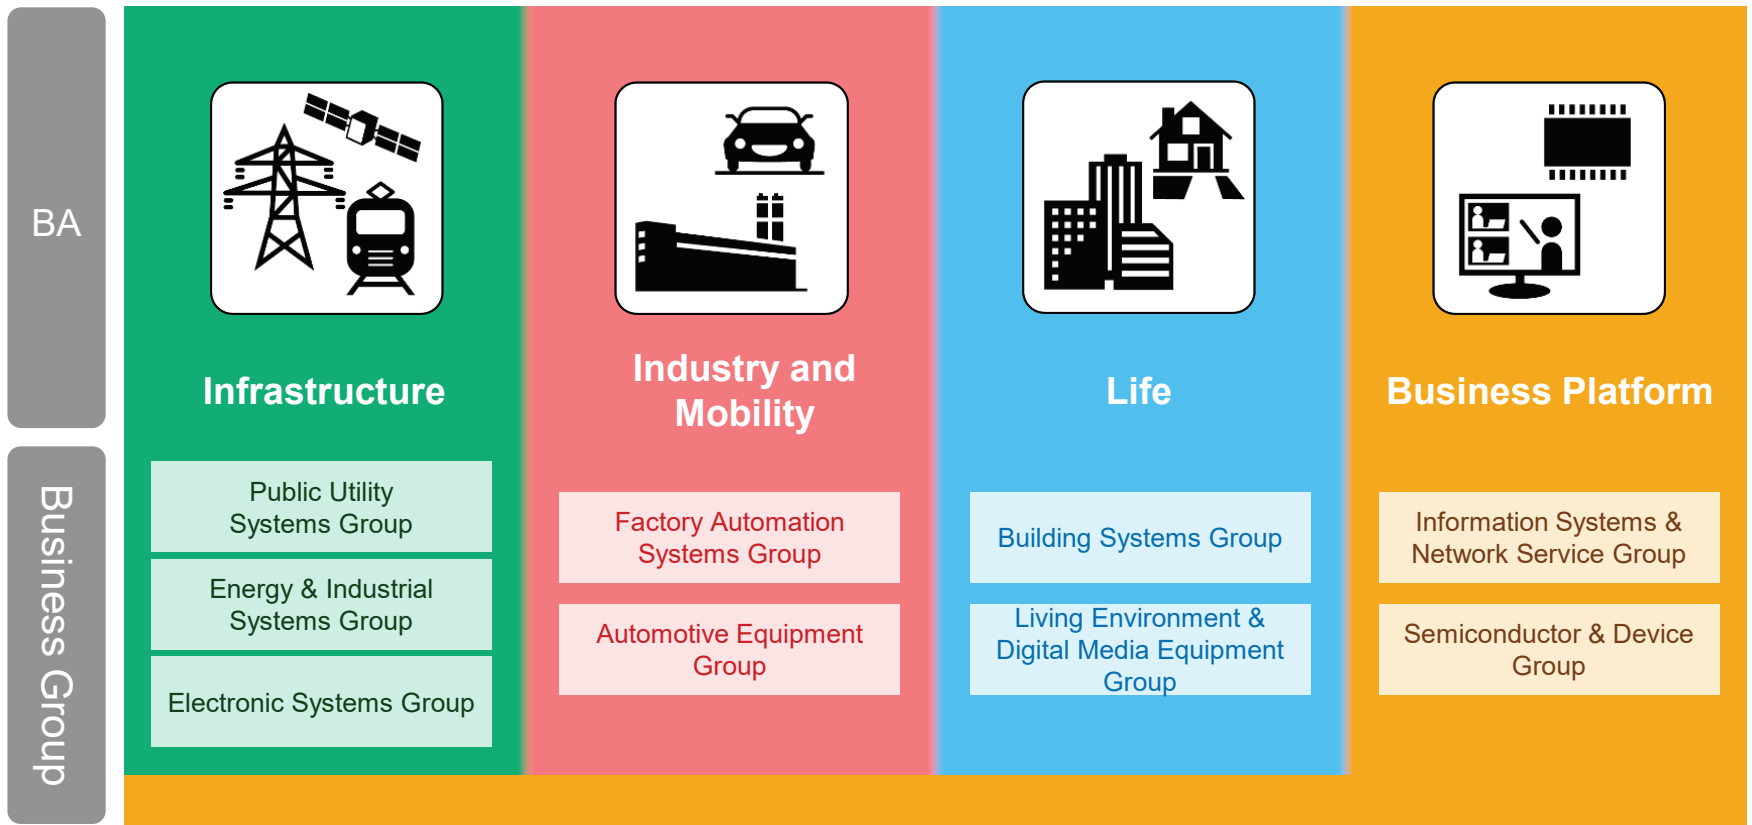 BA
Infrastructure
Industry and
Mobility
Life
Business Platform
Business Group
Public Utility
Systems Group
Energy & Industrial
Systems Group
Electronic Systems Group
Factory Automation
Systems Group
Automotive Equipment
Group
Building Systems Group
Living Environment &
Digital Media Equipment
Group
Information Systems &
Network Service Group
Semiconductor & Device
Group